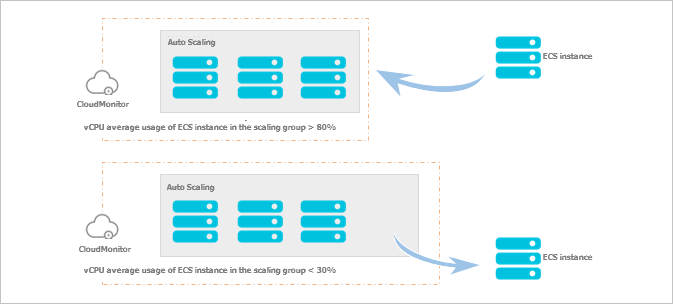 Auto Scaling
ECS instance
CloudMonitor
vCPU average usage of ECS instance in the scaling group > 80%
Auto Scaling
CloudMonitor
ECS instance
vCPU average usage of ECS instance in the scaling group < 30%